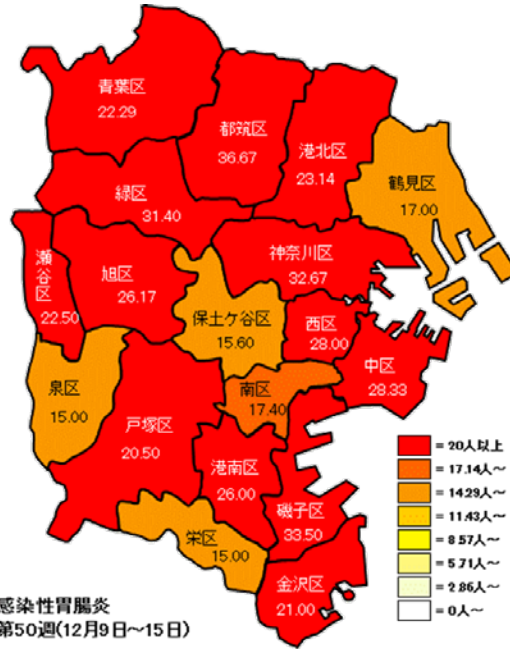 青葉区
22.29
都筑区
36.67
港北区
23.14
鶴見区
17.00
緑区
31.40
神奈川区
32.67
瀬谷区
22.50
旭区
26.17
保土ケ谷区
15.60
西区
28.00
中区
28.33
泉区
15.00
南区
17.40
戸塚区
20.50
港南区
26.00
磯子区
33.50
栄区
15.00
金沢区
21.00
= 20人以上
= 17.14人～
= 14.29人～
= 11.43人～
= 8.57人～
= 5.71人～
= 2.86人～
= 0人～
感染性胃腸炎
第50週(12月9日～15日)